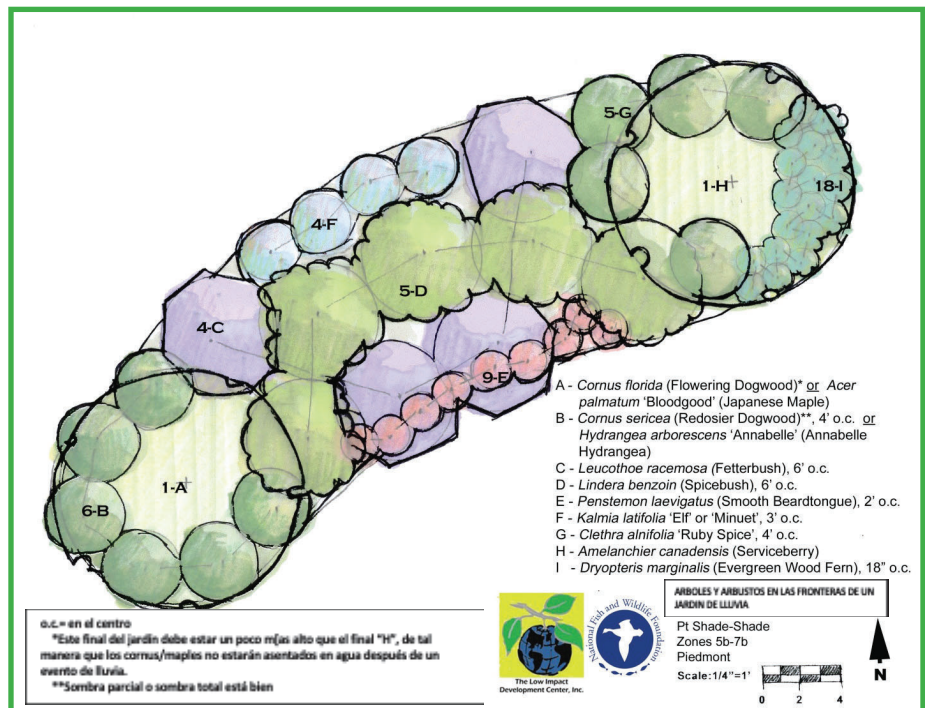 5-G
1-H
18-I
4-F
5-D
4-C
9-E
1-A
6-B
A - Cornus florida (Flowering Dogwood)* or Acer
palmatum 'Bloodgood' (Japanese Maple)
B - Cornus sericea (Redosier Dogwood)**, 4' o.c. or
Hydrangea arborescens 'Annabelle' (Annabelle
Hydrangea)
C - Leucothoe racemosa (Fetterbush), 6' o.c.
D - Lindera benzoin (Spicebush), 6' o.c.
E - Penstemon laevigatus (Smooth Beardtongue), 2' o.c.
F - Kalmia latifolia 'Elf' or 'Minuet', 3' o.c.
G - Clethra alnifolia 'Ruby Spice', 4' o.c.
H - Amelanchier canadensis (Serviceberry)
I - Dryopteris marginalis (Evergreen Wood Fern), 18" o.c.
o.c.= en el centro
*Este final del jardin debe estar un poco m[as alto que el final "H", de tal
manera que los cornus/maples no estarán asentados en agua después de un
evento de lluvia.
**Sombra parcial o sombra total está bien
The Low Impact
Development Center, Inc.
National Fish and Wildlife Foundation
ARBOLES Y ARBUSTOS EN LAS FRONTERAS DE UN
JARDIN DE LLUVIA
Pt Shade-Shade
Zones 5b-7b
Piedmont
Scale:1/4"=1'
0 2 4
N